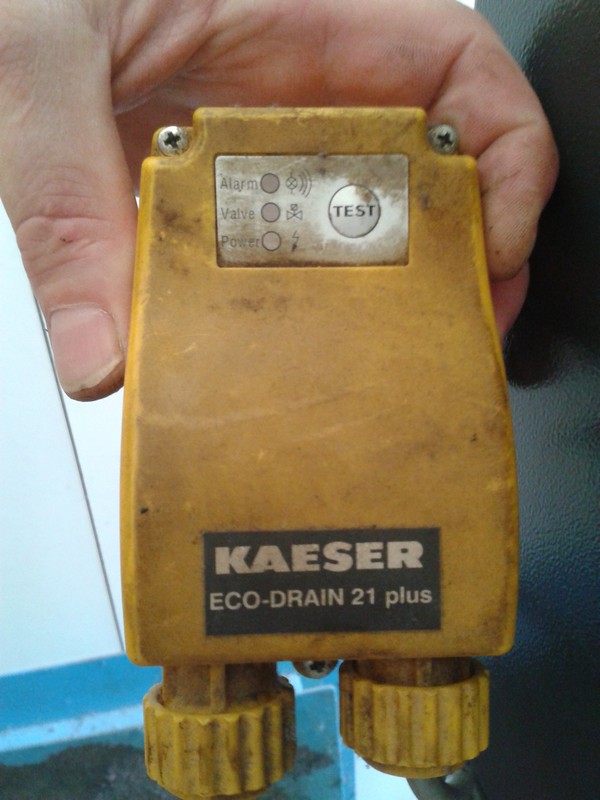 Alarm
Valve
Power
TEST
KAESER
ECO-DRAIN 21 plus